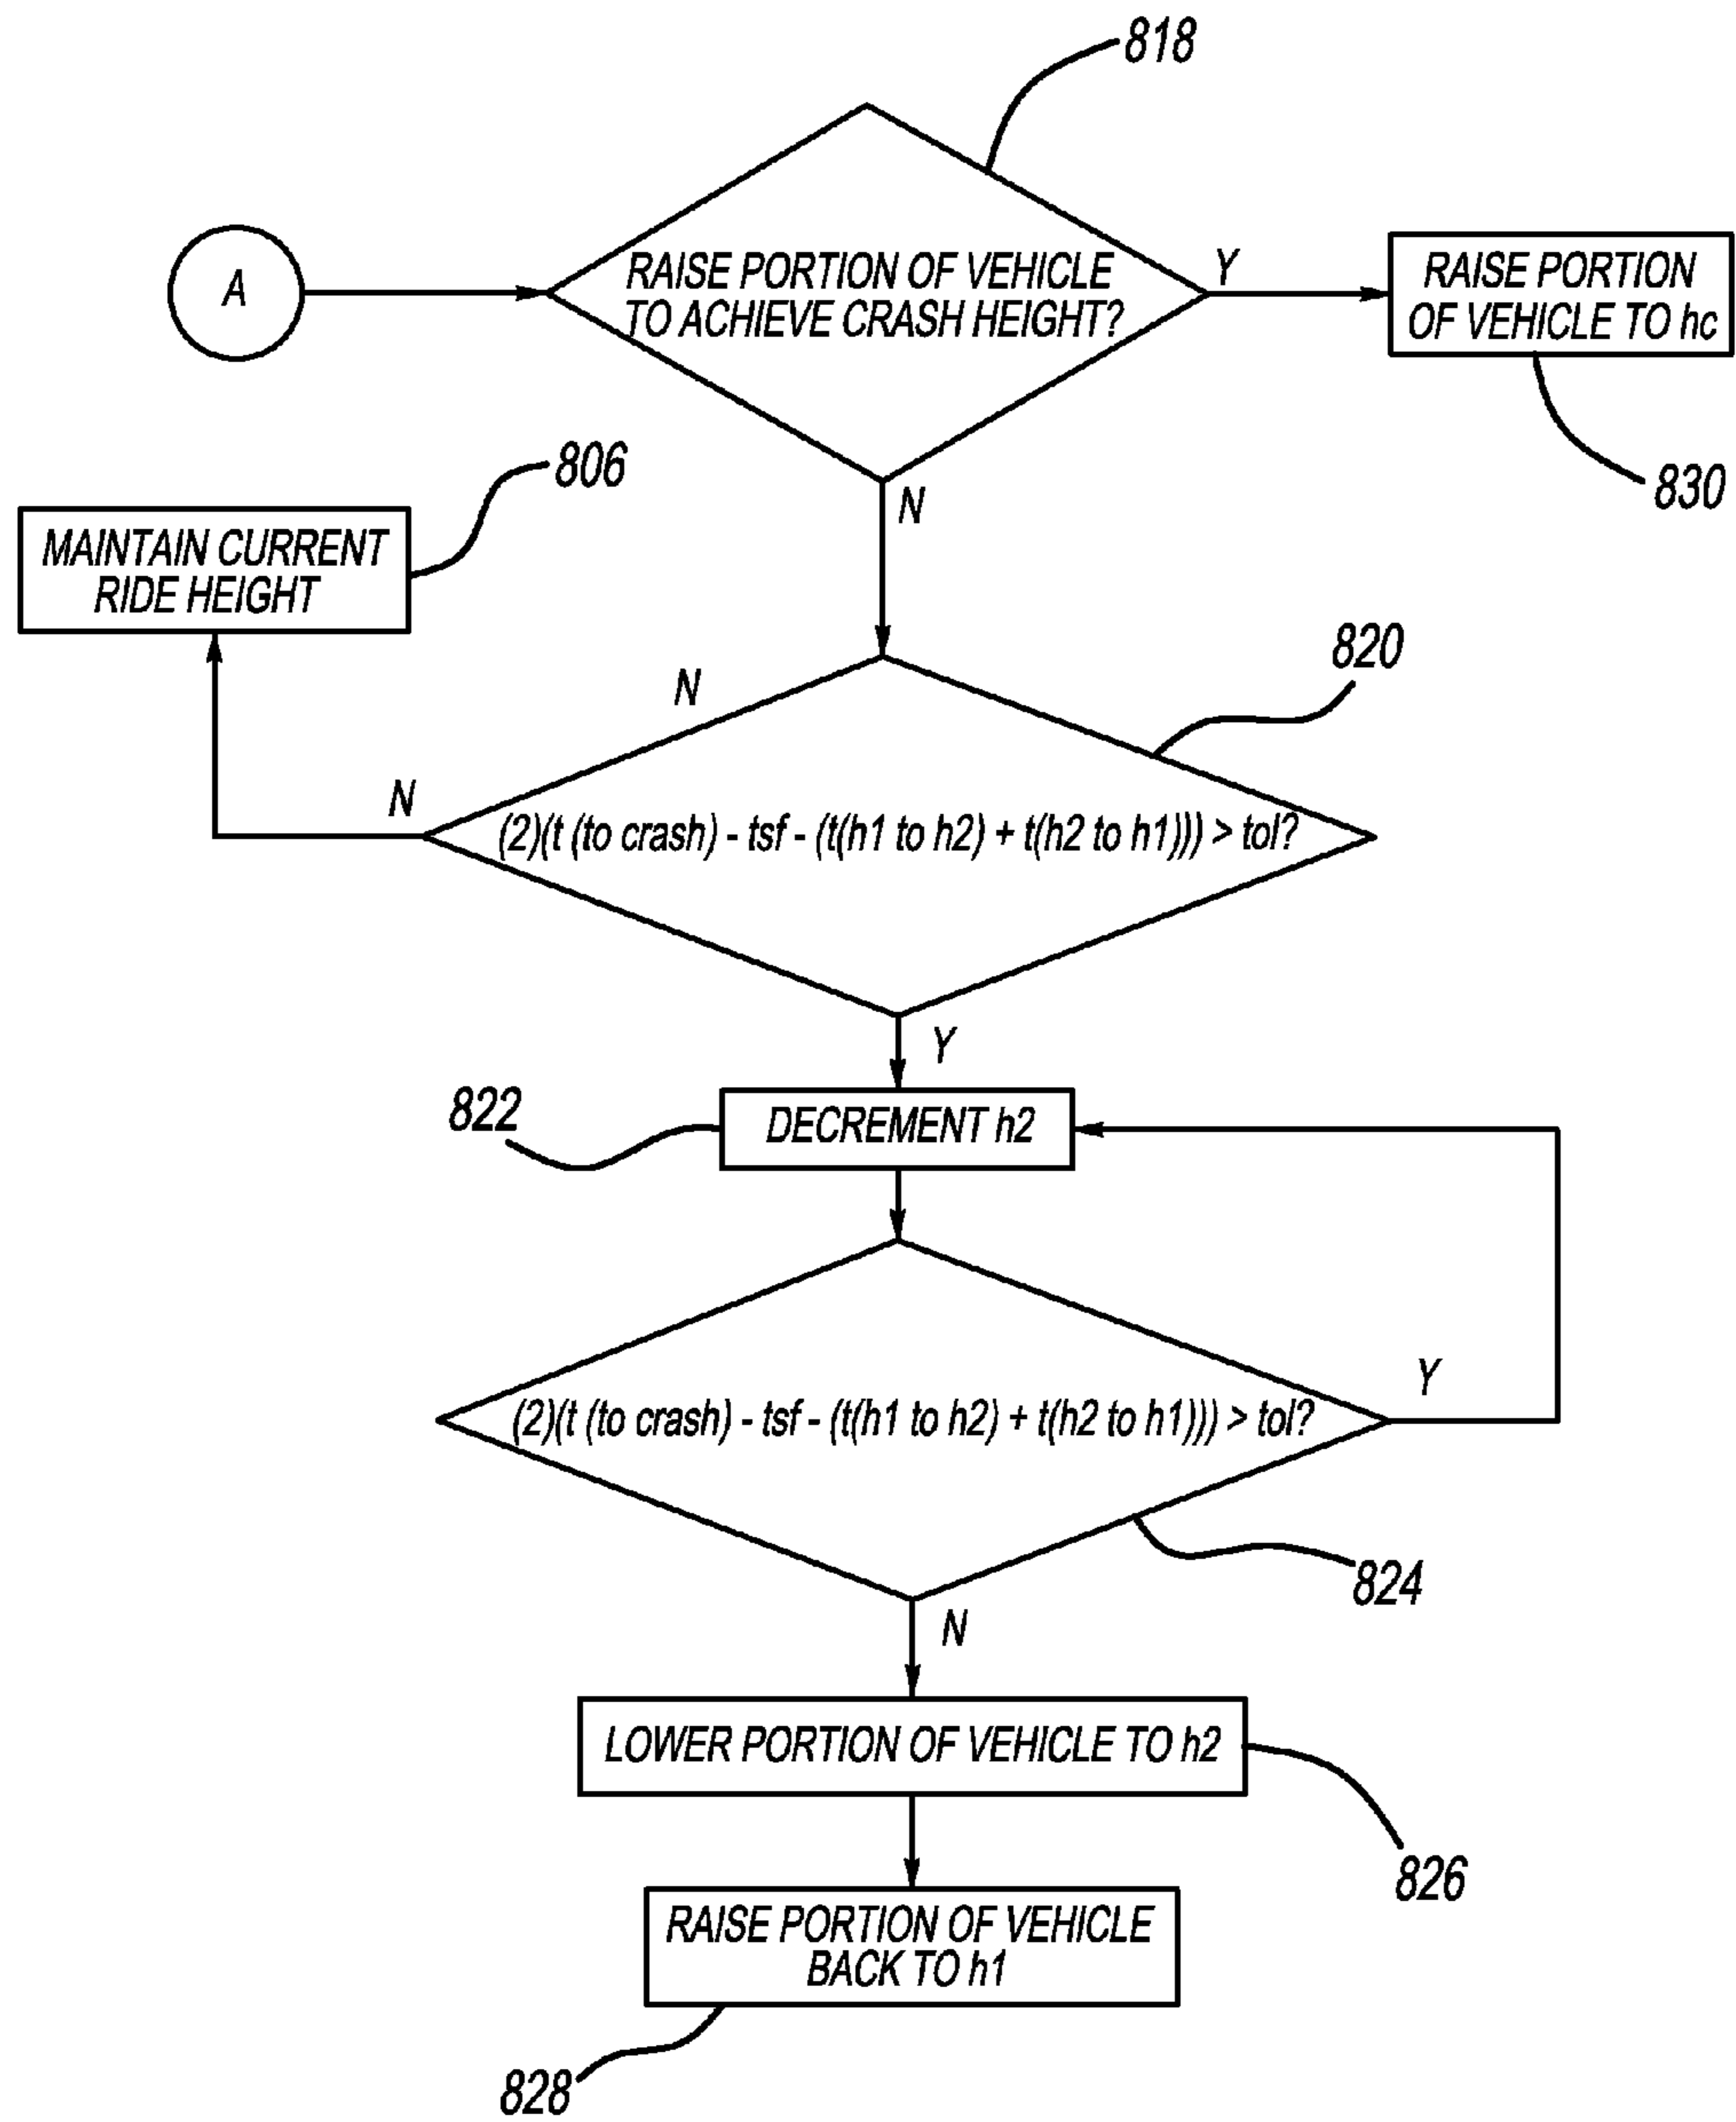 818
A
RAISE PORTION OF VEHICLE
TO ACHIEVE CRASH HEIGHT?
Y
RAISE PORTION
OF VEHICLE TO hc
830
N
806
MAINTAIN CURRENT
RIDE HEIGHT
820
N
N
(2)(t (to crash) - tsf - (t(h1 to h2) + t(h2 to h1))) > tol?
Y
822
DECREMENT h2
Y
(2)(t (to crash) - tsf - (t(h1 to h2) + t(h2 to h1))) > tol?
824
N
LOWER PORTION OF VEHICLE TO h2
826
RAISE PORTION OF VEHICLE
BACK TO h1
828